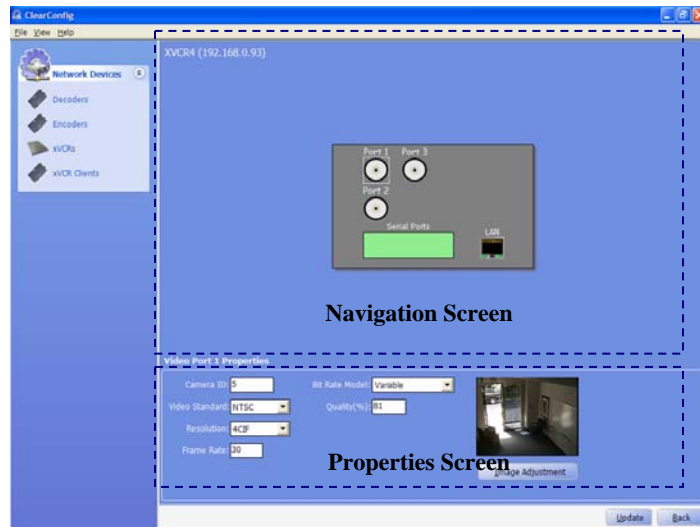 ClearConfig
File View Help
Network Devices
Decoders
Encoders
xVCRs
xVCR Clients
XVCR4 (192.168.0.93)
Port 1 Port 3
Port 2
Serial Ports
LAN
Navigation Screen
Video Port 1 Properties
Camera ID: 5 Bit Rate Model: Variable
Video Standard: NTSC Quality(%): 81
Resolution: 4CIF
Frame Rate: 30
Properties Screen
Image Adjustment
Update Back